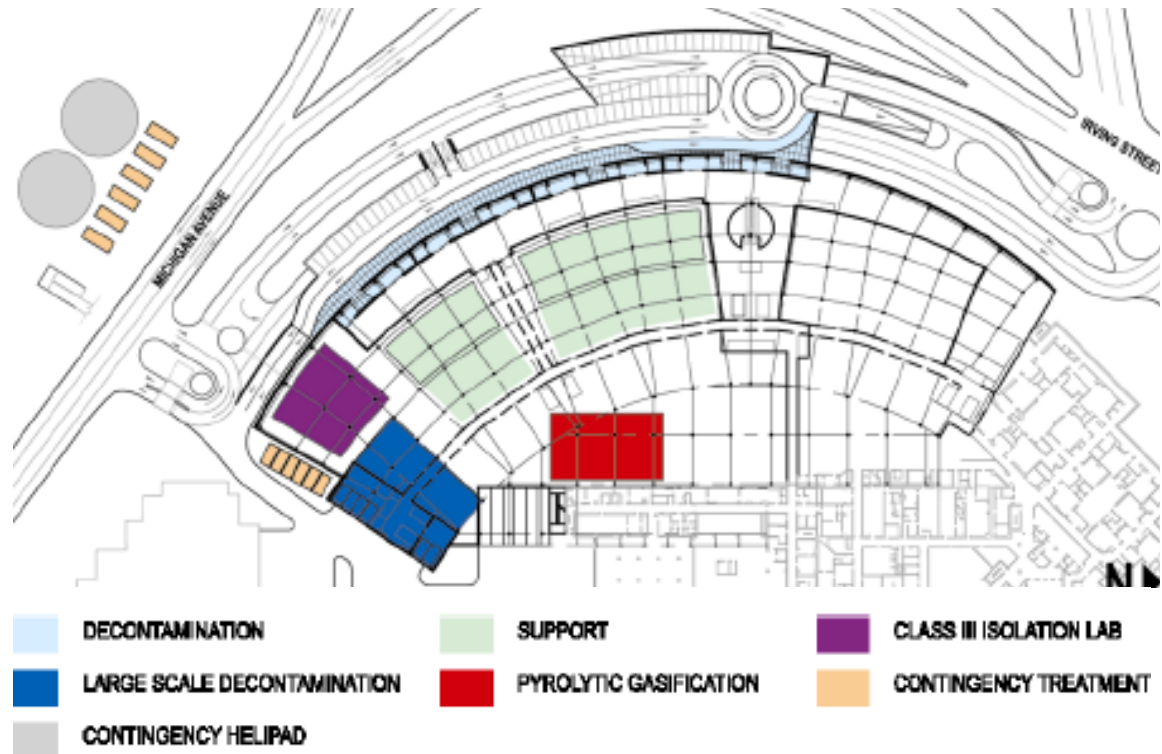 IRVING STREET
MICHIGAN AVENUE
N
DECONTAMINATION
SUPPORT
CLASS III ISOLATION LAB
LARGE SCALE DECONTAMINATION
PYROLYTIC GASIFICATION
CONTINGENCY TREATMENT
CONTINGENCY HELIPAD